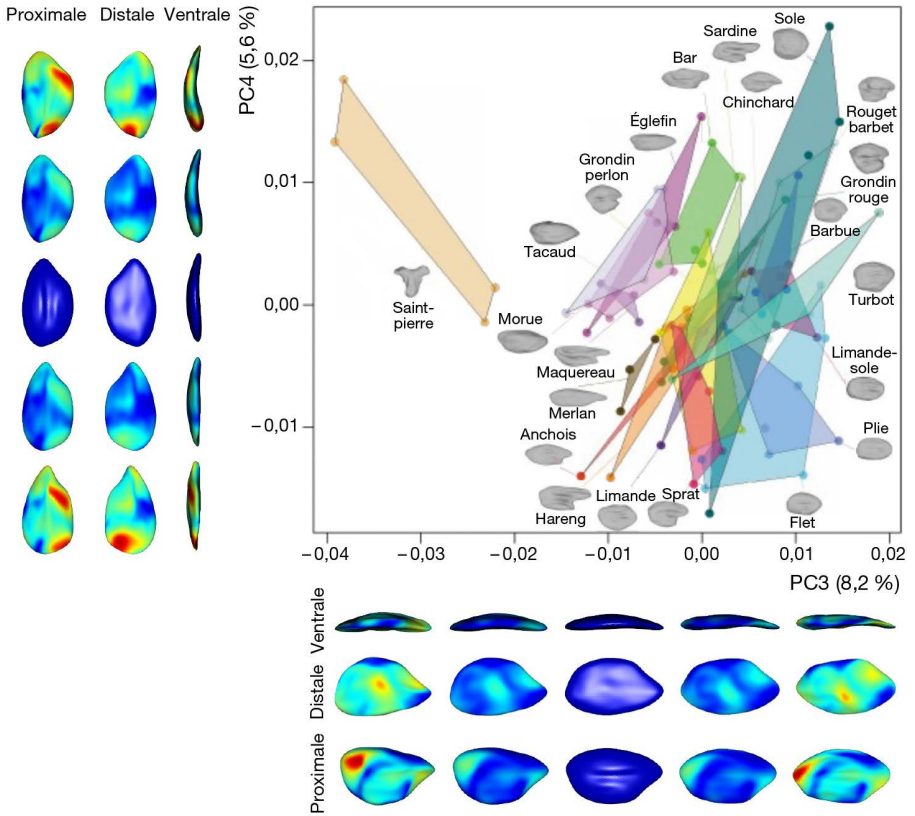 Proximale Distale Ventrale
PC4 (5,6 %)
0,02
0,01
0,00
−0,01
Sole
Sardine
Bar
Chinchard
Rouget
barbet
Églefin
Grondin
perlon
Grondin
rouge
Barbue
Tacaud
Saint-
pierre
Turbot
Morue
Limande-
sole
Maquereau
Merlan
Anchois
Plie
Hareng
Limande
Sprat
Flet
−0,04
−0,03
−0,02
−0,01
0,00
0,01
0,02
PC3 (8,2 %)
Ventrale
Distale
Proximale